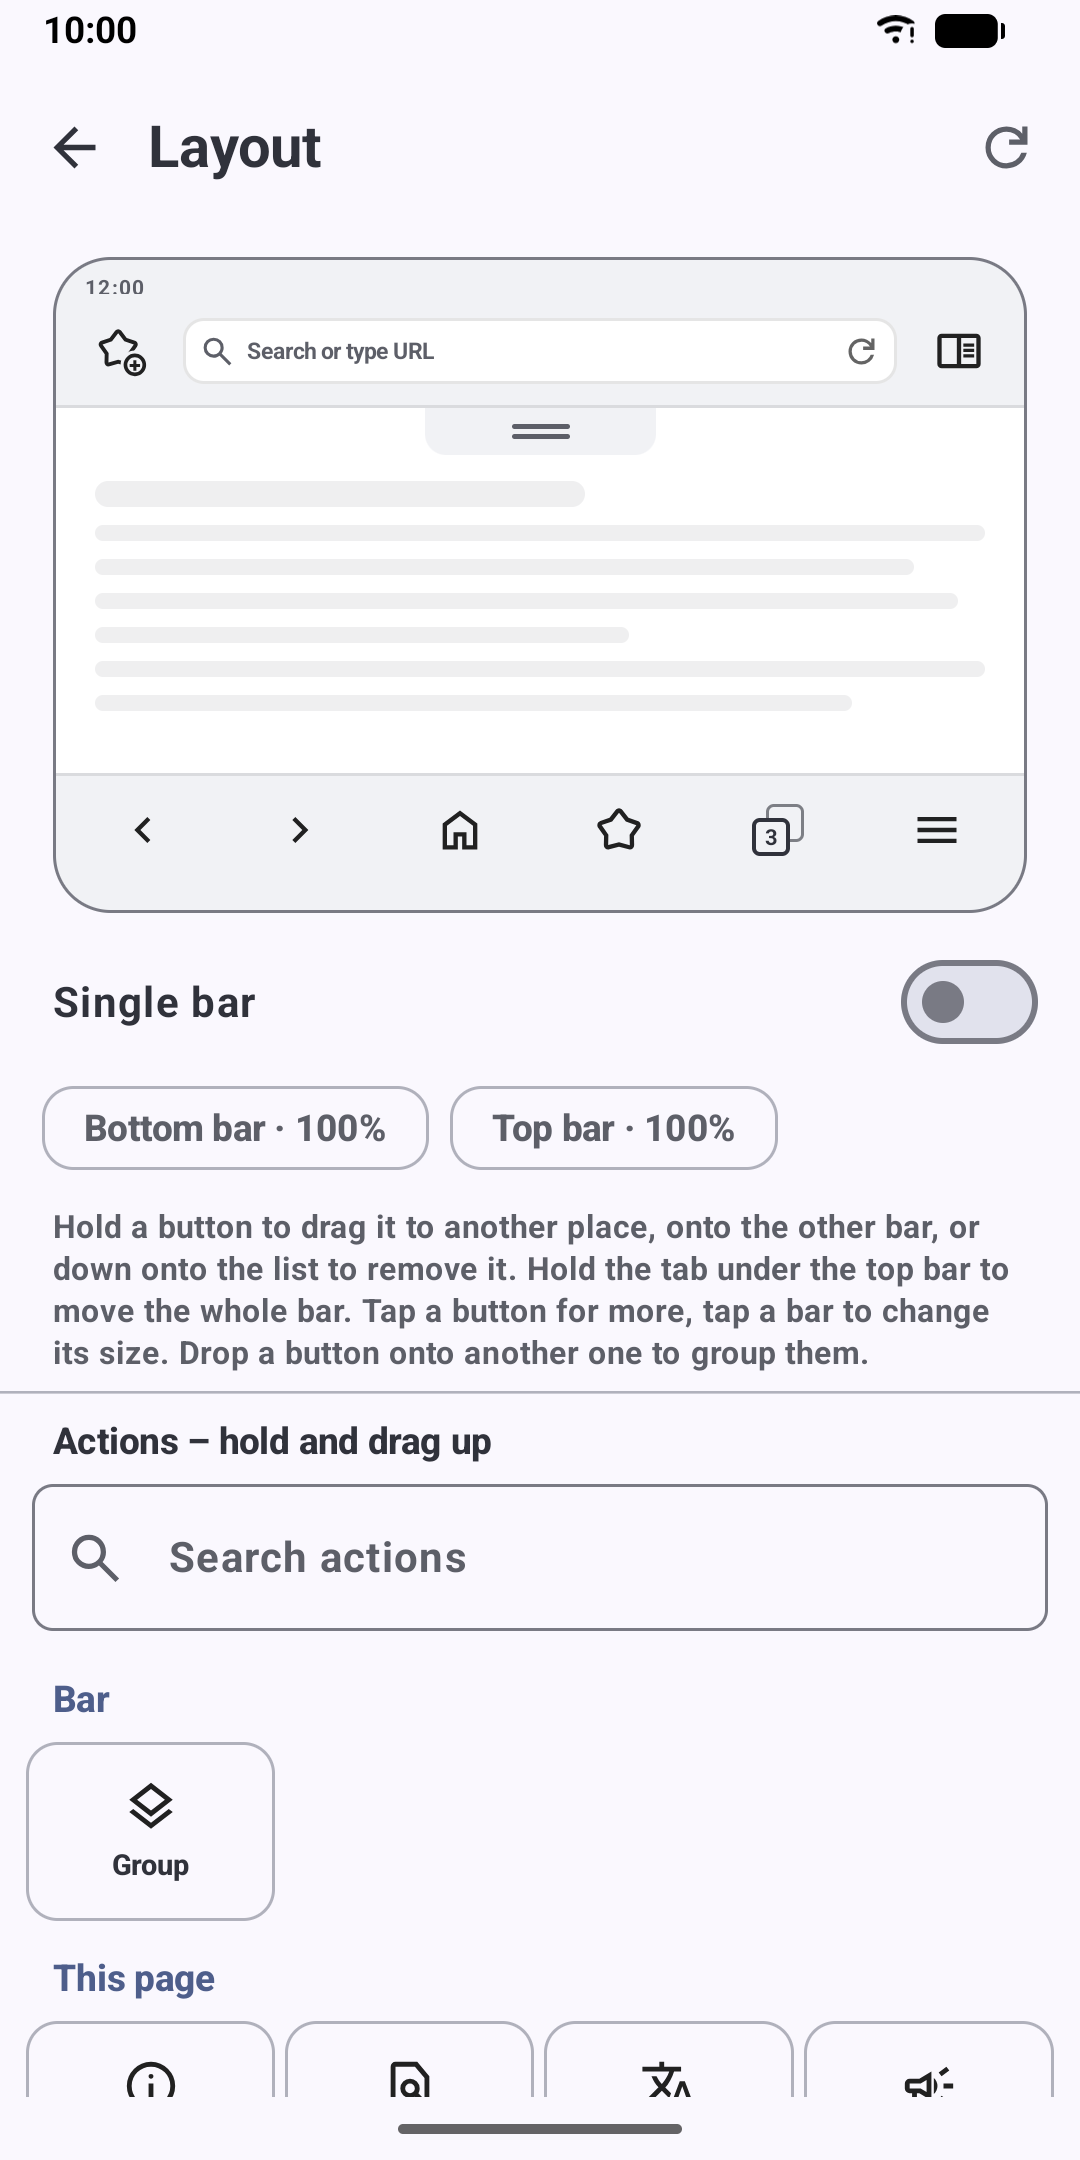 10:00
Layout
12:00
Search or type URL
3
Single bar
Bottom bar · 100%
Top bar · 100%
Hold a button to drag it to another place, onto the other bar, or
down onto the list to remove it. Hold the tab under the top bar to
move the whole bar. Tap a button for more, tap a bar to change
its size. Drop a button onto another one to group them.
Actions – hold and drag up
Search actions
Bar
Group
This page